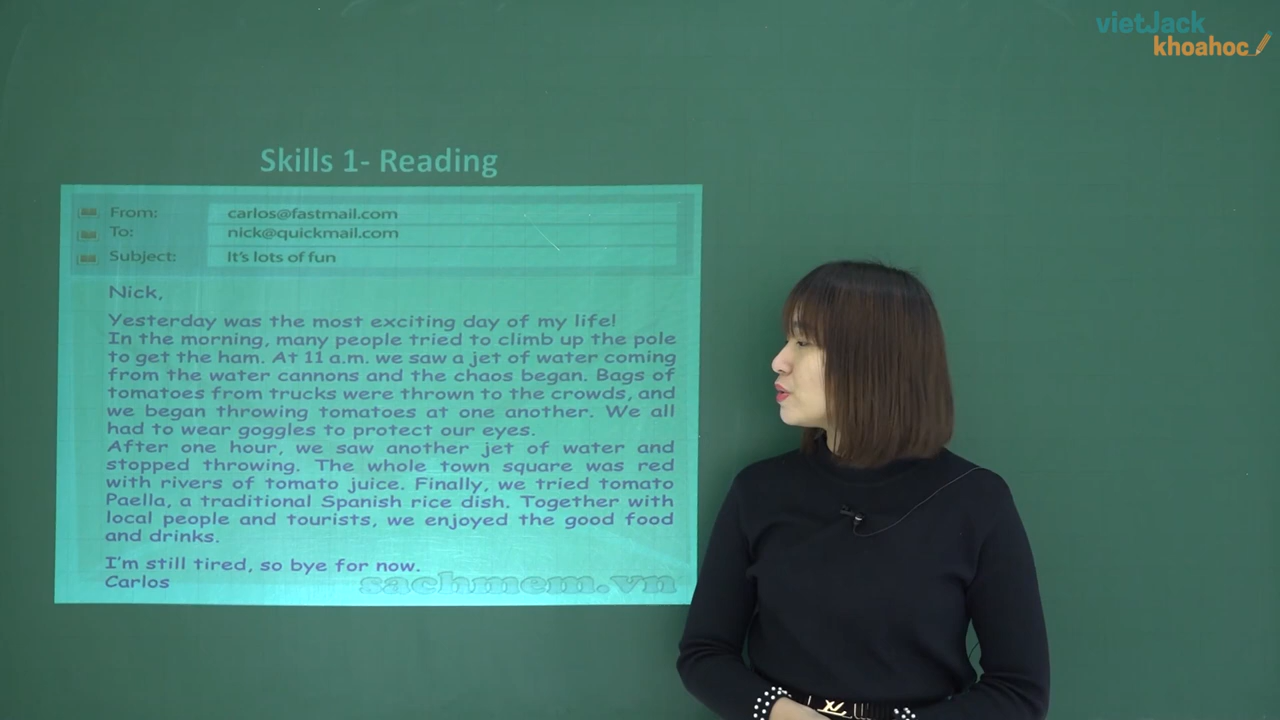 vietJack
khoahoc
Skills 1- Reading
From: carlos@fastmail.com
To: nick@quickmail.com
Subject: It's lots of fun
Nick,
Yesterday was the most exciting day of my life!
In the morning, many people tried to climb up the pole
to get the ham. At 11 a.m. we saw a jet of water coming
from the water cannons and the chaos began. Bags of
tomatoes from trucks were thrown to the crowds, and
we began throwing tomatoes at one another. We all
had to wear goggles to protect our eyes.
After one hour, we saw another jet of water and
stopped throwing. The whole town square was red
with rivers of tomato juice. Finally, we tried tomato
Paella, a traditional Spanish rice dish. Together with
local people and tourists, we enjoyed the good food
and drinks.
I'm still tired, so bye for now.
Carlos
sachmem.vn